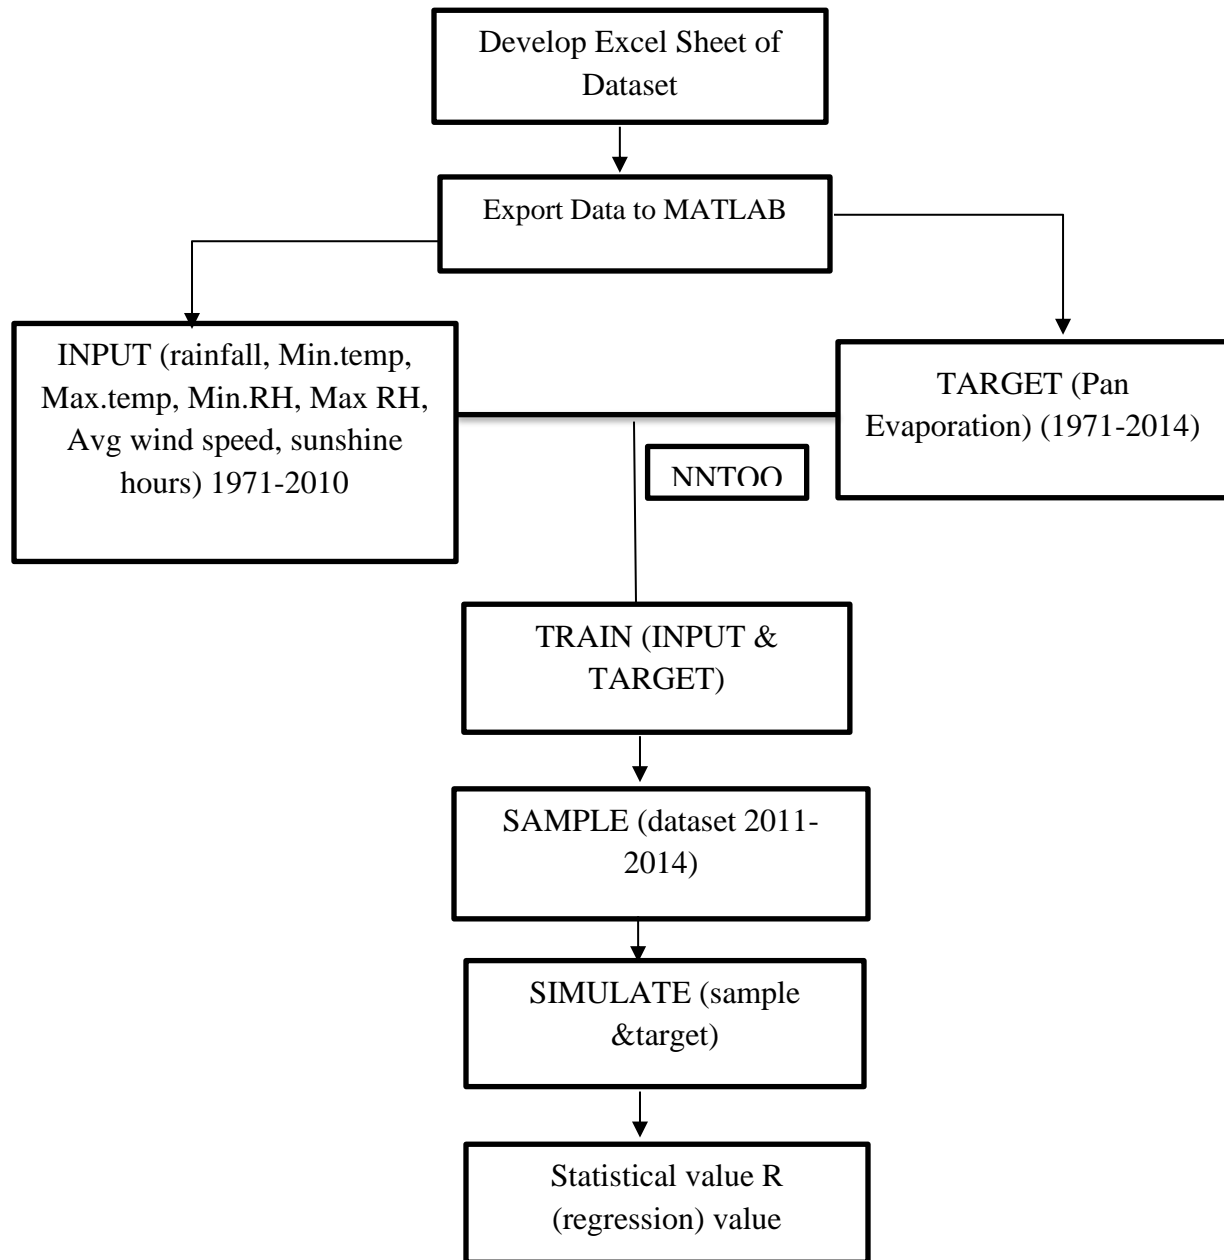 Develop Excel Sheet of
Dataset
Export Data to MATLAB
INPUT (rainfall, Min.temp,
Max.temp, Min.RH, Max RH,
Avg wind speed, sunshine
hours) 1971-2010
TARGET (Pan
Evaporation) (1971-2014)
NNTOO
TRAIN (INPUT &
TARGET)
SAMPLE (dataset 2011-
2014)
SIMULATE (sample
&target)
Statistical value R
(regression) value